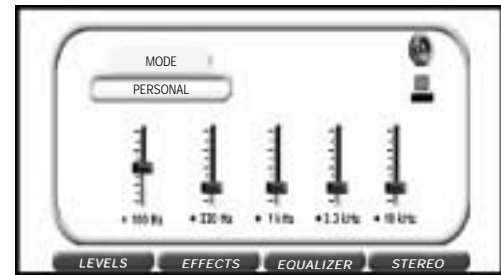 MODE
PERSONAL
• 100 Hz • 330 Hz • 1 kHz • 3.3 kHz • 10 kHz
LEVELS EFFECTS EQUALIZER STEREO